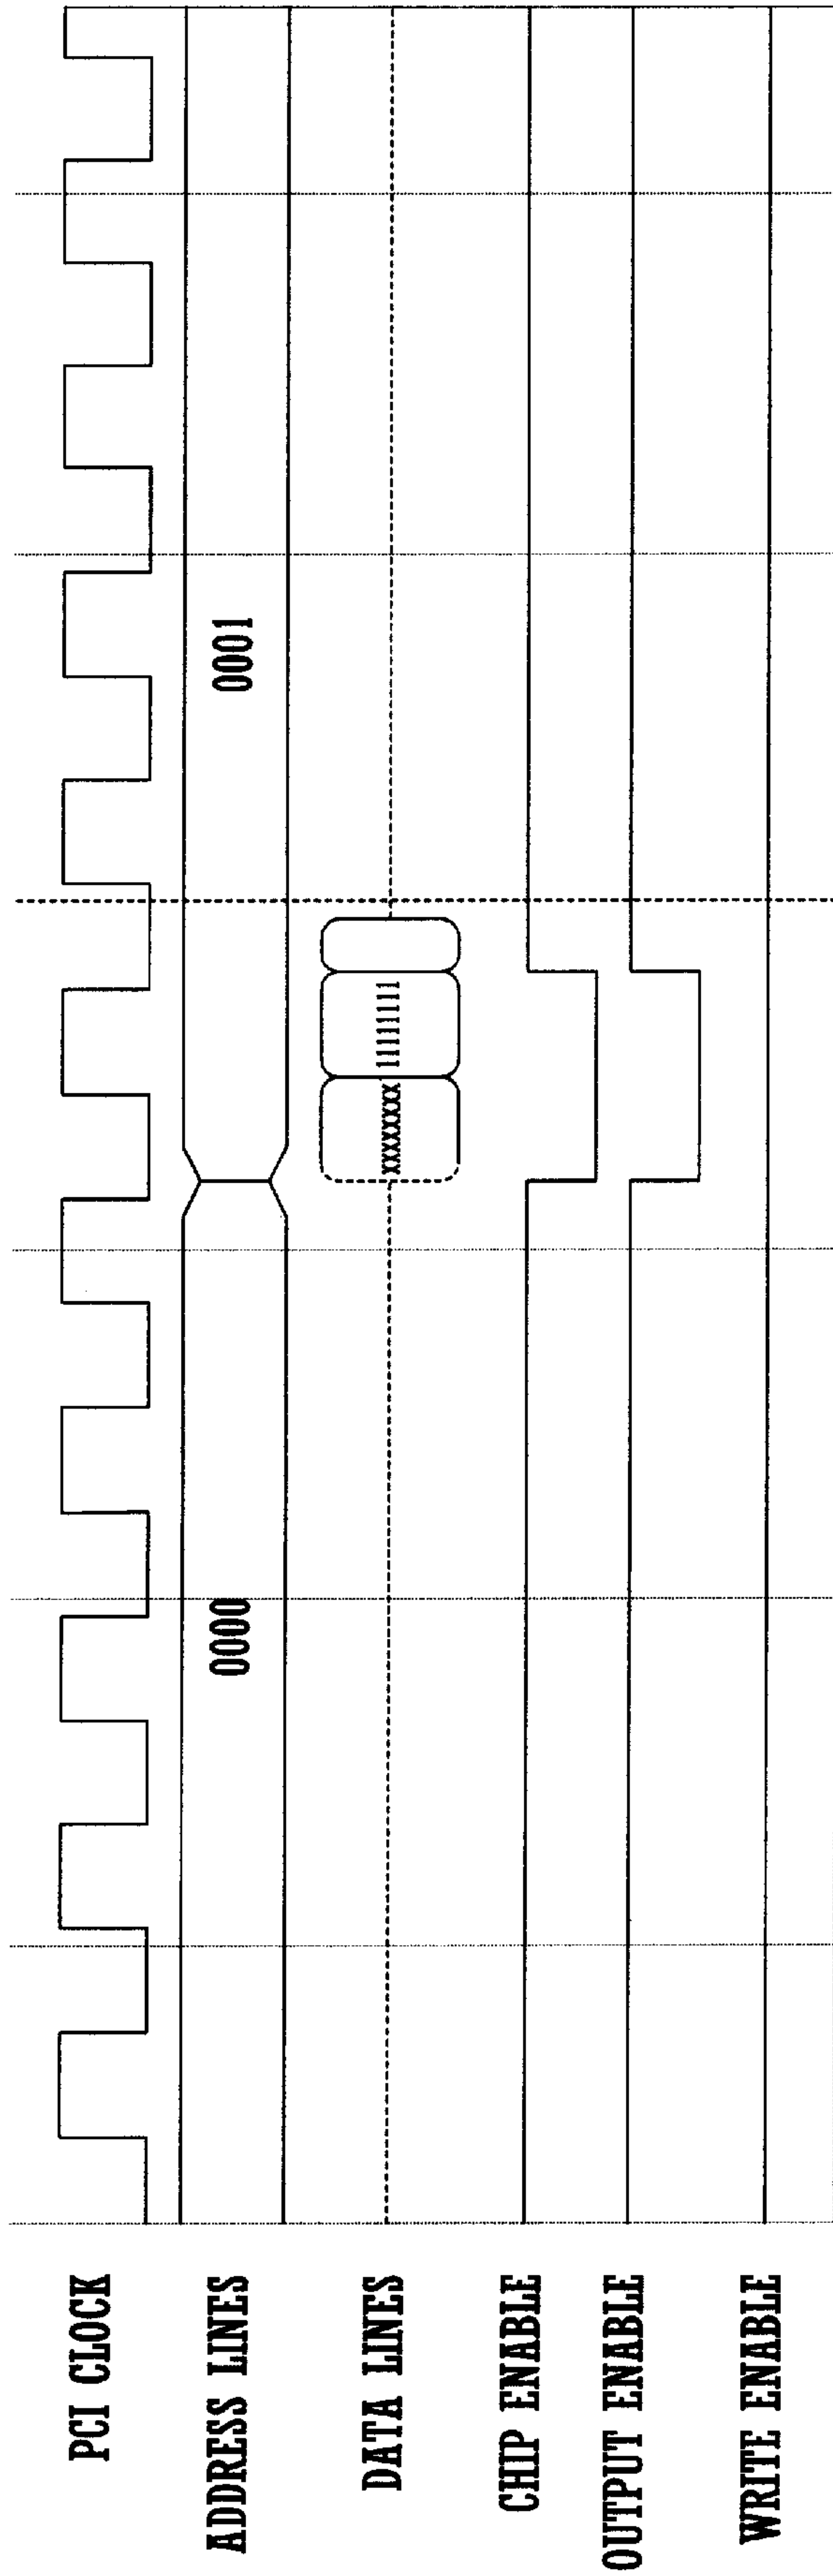 PCI CLOCK
ADDRESS LINES
0000
0001
DATA LINES
XXXXXXXX
11111111
CHIP ENABLE
OUTPUT ENABLE
WRITE ENABLE